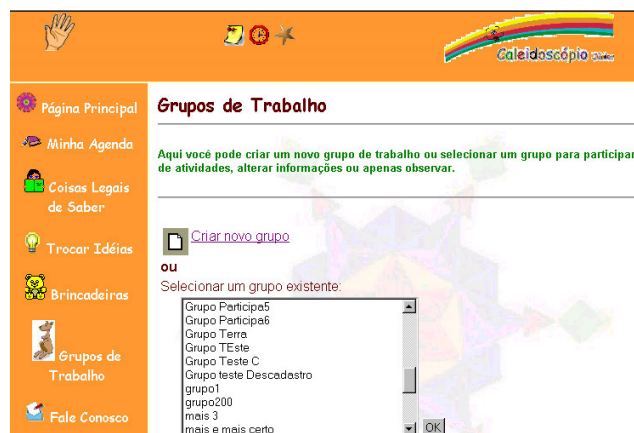 Caleidoscópio Júnior
Página Principal
Minha Agenda
Coisas Legais
de Saber
Trocar Idéias
Brincadeiras
Grupos de
Trabalho
Fale Conosco
Grupos de Trabalho
Aqui você pode criar um novo grupo de trabalho ou selecionar um grupo para participar
de atividades, alterar informações ou apenas observar.
Criar novo grupo
ou
Selecionar um grupo existente:
Grupo Participa5
Grupo Participa6
Grupo Terra
Grupo TEste
Grupo Teste C
Grupo teste Descadastro
grupo1
grupo200
mais 3
mais e mais certo
OK